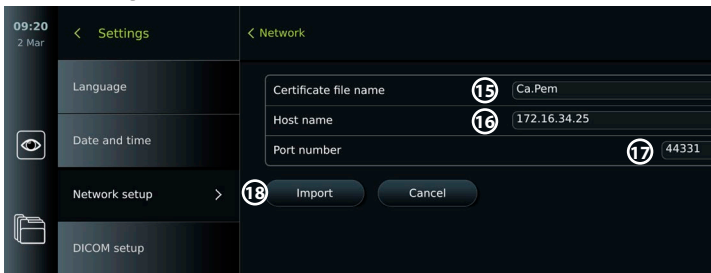 09:20
2 Mar
< Settings
< Network
Language
Date and time
Network setup >
DICOM setup
Certificate file name 15 Ca.Pem
Host name 16 172.16.34.25
Port number 17 44331
18 Import Cancel